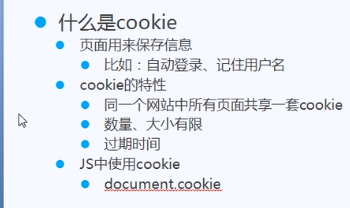 什么是cookie
页面用来保存信息
比如：自动登录、记住用户名
cookie的特性
同一个网站中所有页面共享一套cookie
数量、大小有限
过期时间
JS中使用cookie
document.cookie